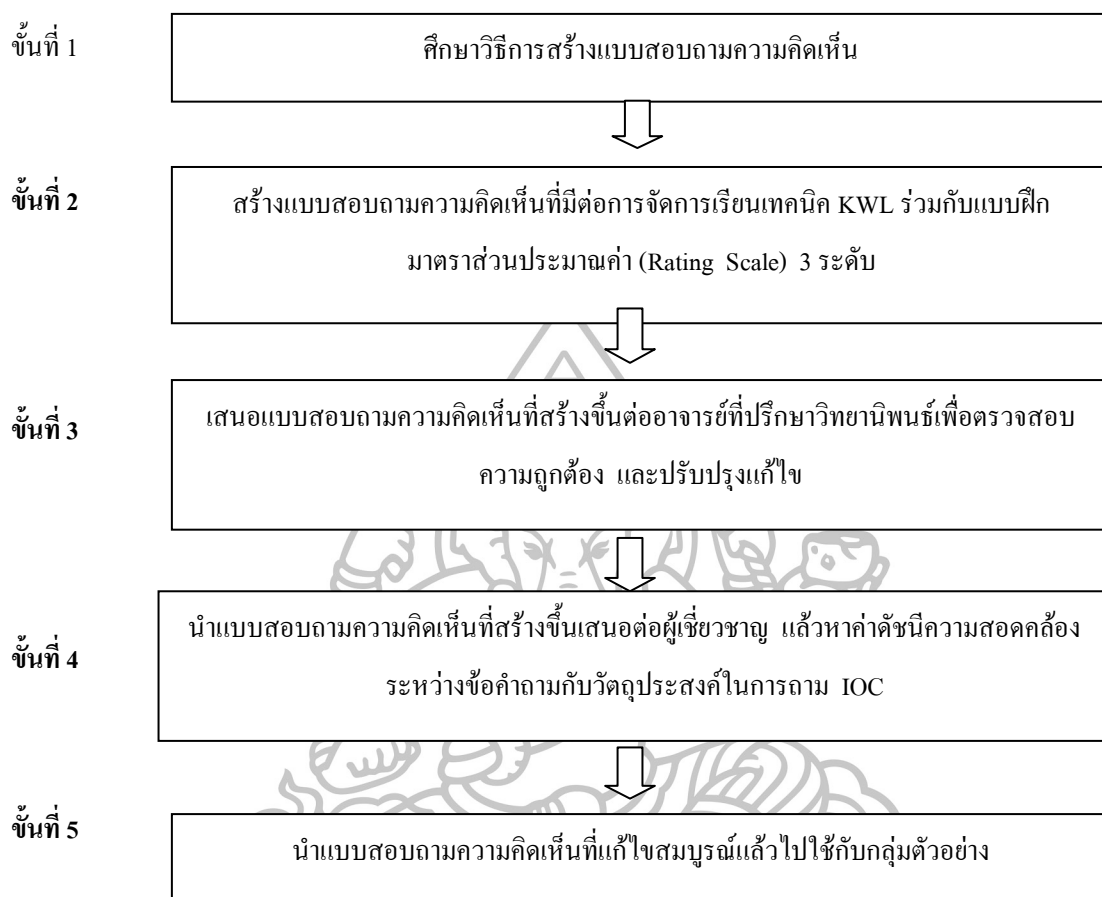 ขั้นที่ 1
ศึกษาวิธีการสร้างแบบสอบถามความคิดเห็น
ขั้นที่ 2
สร้างแบบสอบถามความคิดเห็นที่มีต่อการจัดการเรียนเทคนิค KWL ร่วมกับแบบฝึก
มาตราส่วนประมาณค่า (Rating Scale) 3 ระดับ
ขั้นที่ 3
เสนอแบบสอบถามความคิดเห็นที่สร้างขึ้นต่ออาจารย์ที่ปรึกษาวิทยานิพนธ์เพื่อตรวจสอบ
ความถูกต้อง และปรับปรุงแก้ไข
ขั้นที่ 4
นำแบบสอบถามความคิดเห็นที่สร้างขึ้นเสนอต่อผู้เชี่ยวชาญ แล้วหาค่าดัชนีความสอดคล้อง
ระหว่างข้อคำถามกับวัตถุประสงค์ในการถาม IOC
ขั้นที่ 5
นำแบบสอบถามความคิดเห็นที่แก้ไขสมบูรณ์แล้วไปใช้กับกลุ่มตัวอย่าง